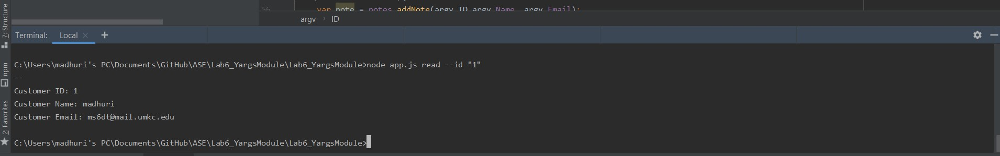 56 var note = notes.addNote(argv.ID,argv.Name, argv.Email);
argv › ID
Z: Structure
npm
2: Favorites
Terminal: Local × +
C:\Users\madhuri's PC\Documents\GitHub\ASE\Lab6_YargsModule\Lab6_YargsModule>node app.js read --id "1"
--
Customer ID: 1
Customer Name: madhuri
Customer Email: ms6dt@mail.umkc.edu
C:\Users\madhuri's PC\Documents\GitHub\ASE\Lab6_YargsModule\Lab6_YargsModule>